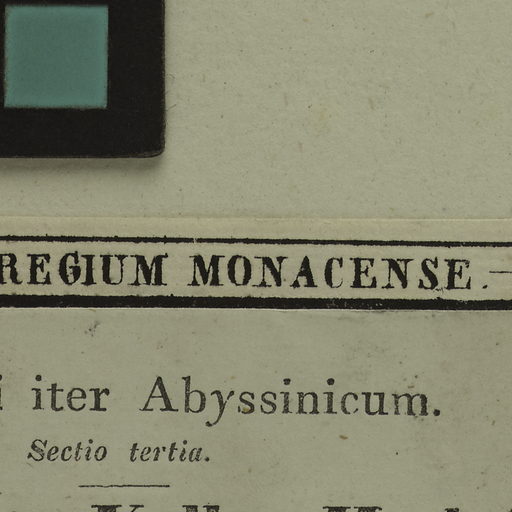 REGIUM MONACENSE.
i iter Abyssinicum.
Sectio tertia.